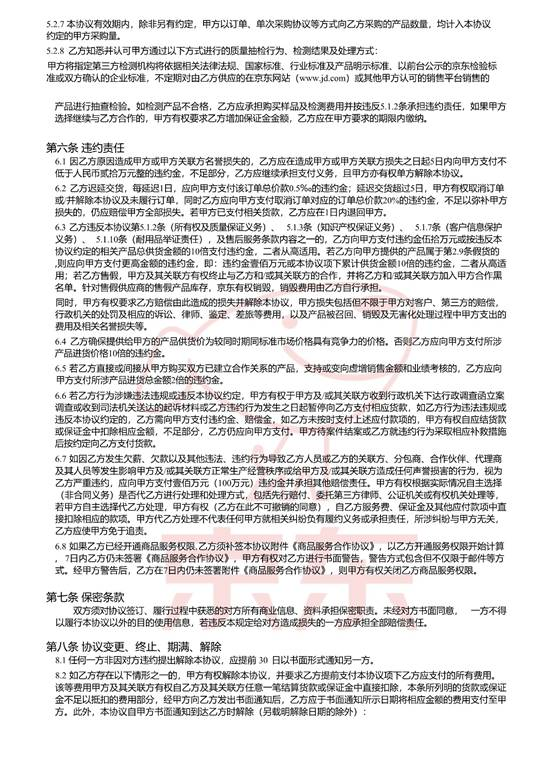 5.2.7 本协议有效期内，除非另有约定，甲方以订单、单次采购协议等方式向乙方采购的产品数量，均计入本协议
约定的甲方采购量。
5.2.8 乙方知悉并认可甲方通过以下方式进行的质量抽检行为、检测结果及处理方式：
甲方将指定第三方检测机构将依据相关法律法规、国家标准、行业标准及产品明示标准、以前台公示的京东检验标
准或双方确认的企业标准，不定期对由乙方供应的在京东网站（www.jd.com）或其他甲方认可的销售平台销售的
产品进行抽查检验。如检测产品不合格，乙方应承担购买样品及检测费用并按违反5.1.2条承担违约责任，如果甲方
选择继续与乙方合作的，甲方有权要求乙方增加保证金金额，乙方应在甲方要求的期限内缴纳。
第六条 违约责任
6.1 因乙方原因造成甲方或甲方关联方名誉损失的，乙方应在造成甲方或甲方关联方损失之日起5日内向甲方支付不
低于人民币贰拾万元整的违约金，不足部分，乙方应继续承担支付义务，且甲方亦有权单方解除本协议。
6.2 乙方迟延交货，每延迟1日，应向甲方支付该订单总价款0.5‰的违约金；延迟交货超过5日，甲方有权取消订单
或/并解除本协议及未履行订单，同时乙方应向甲方支付取消订单对应的订单总价款20%的违约金，不足以弥补甲方
损失的，仍应赔偿甲方全部损失。若甲方已支付相关货款，乙方应在1日内退回甲方。
6.3 乙方违反本协议第5.1.2条（所有权及质量保证义务）、 5.1.3条（知识产权保证义务）、 5.1.7条（客户信息保护
义务）、 5.1.10条（耐用品举证责任），及售后服务条款内容之一的，乙方向甲方支付违约金伍拾万元或按违反本
协议约定的相关产品总供货金额的10倍支付违约金，二者从高适用。若乙方向甲方提供的产品属于第2.9条假货的
,则应向甲方支付更高金额的违约金，即：违约金壹佰万元或本协议项下累计供货金额10倍的违约金，二者从高适
用；若乙方售假，甲方及其关联方有权终止与乙方和/或其关联方的合作，并将乙方和/或其关联方加入甲方合作黑
名单。针对售假供应商的售假产品库存，京东有权销毁，销毁费用由乙方自行承担。
同时，甲方有权要求乙方赔偿由此造成的损失并解除本协议，甲方损失包括但不限于甲方对客户、第三方的赔偿，
行政机关的处罚及相应的诉讼、律师、鉴定、差旅等费用，以及产品被召回、销毁及无害化处理过程中甲方支出的
费用及相关名誉损失等。
6.4 乙方确保提供给甲方的产品供货价为较同时期同标准市场价格具有竞争力的价格。否则乙方应向甲方支付所涉
产品进货价格10倍的违约金。
6.5 若乙方直接或间接从甲方购买双方已建立合作关系的产品，支持或变向虚增销售金额和业绩考核的，乙方应向
甲方支付所涉产品进货总金额2倍的违约金。
6.6 若乙方行为涉嫌违法违规或违反本协议约定，甲方有权于甲方及/或其关联方收到行政机关下达行政调查函立案
调查或收到司法机关送达的起诉材料或乙方违约行为发生之日起暂停向乙方支付相应货款，如乙方行为违法违规或
违反本协议约定的，乙方需向甲方支付违约金、赔偿金，如乙方未按时支付上述应付款项的，甲方有权自应结货款
或保证金中扣除相应金额，不足部分，乙方仍应向甲方支付。甲方待案件结案或乙方就违约行为采取相应补救措施
后按约定向乙方支付货款。
6.7 如因乙方发生欠薪、欠款以及其他违法、违约行为导致乙方人员或乙方的关联方、分包商、合作伙伴、代理商
及其人员等发生影响甲方及/或其关联方正常生产经营秩序或给甲方及/或其关联方造成任何声誉损害的行为，视为
乙方严重违约，应向甲方支付壹佰万元（100万元）违约金并承担其他赔偿责任。甲方有权根据实际情况自主选择
（非合同义务）是否代乙方进行处理和处理方式，包括先行赔付、委托第三方律师、公证机关或有权机关处理等，
若甲方自主选择代乙方处理，甲方有权（乙方在此不可撤销的同意），自乙方服务费、保证金及其他应付款项中直
接扣除相应的款项。甲方代乙方处理不代表任何甲方就相关纠纷负有履约义务或承担责任，所涉纠纷与甲方无关，
乙方应使甲方免于追责。
6.8 如果乙方已经开通商品服务权限,乙方须补签本协议附件《商品服务合作协议》，以乙方开通服务权限开始计算
， 7日内乙方仍未签署《商品服务合作协议》，甲方有权对乙方进行书面警告，警告方式包含但不仅限于邮件等方
式。经甲方警告后，乙方在7日内仍未签署附件《商品服务合作协议》，则甲方有权关闭乙方商品服务权限。
第七条 保密条款
双方须对协议签订、履行过程中获悉的对方所有商业信息、资料承担保密职责。未经对方书面同意， 一方不得
以履行本协议以外的目的使用信息，若违反本规定给对方造成损失的一方应承担全部赔偿责任。
第八条 协议变更、终止、期满、解除
8.1 任何一方非因对方违约提出解除本协议，应提前 30 日以书面形式通知另一方。
8.2 如乙方存在以下情形之一的，甲方有权解除本协议，并要求乙方提前支付本协议项下乙方应支付的所有费用。
该等费用甲方及其关联方有权自乙方及其关联方任意一笔结算货款或保证金中直接扣除，本条所列明的货款或保证
金不足以抵扣的费用部分，经甲方向乙方发出书面通知后，乙方应于书面通知所示日期将相应金额的费用支付至甲
方。此外，本协议自甲方书面通知到达乙方时解除（另载明解除日期的除外）：
京东